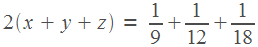 2(x + y + z) = 1/9 + 1/12 + 1/18